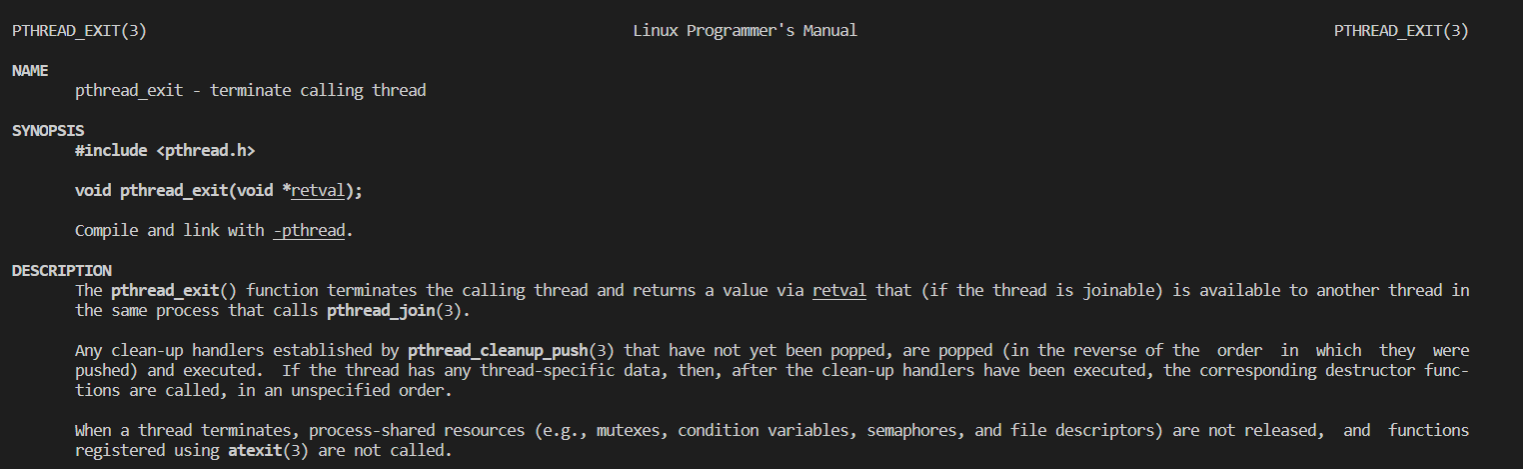 PTHREAD_EXIT(3) Linux Programmer's Manual PTHREAD_EXIT(3)
NAME
pthread_exit - terminate calling thread
SYNOPSIS
#include <pthread.h>
void pthread_exit(void *retval);
Compile and link with -pthread.
DESCRIPTION
The pthread_exit() function terminates the calling thread and returns a value via retval that (if the thread is joinable) is available to another thread in
the same process that calls pthread_join(3).
Any clean-up handlers established by pthread_cleanup_push(3) that have not yet been popped, are popped (in the reverse of the order in which they were
pushed) and executed. If the thread has any thread-specific data, then, after the clean-up handlers have been executed, the corresponding destructor func-
tions are called, in an unspecified order.
When a thread terminates, process-shared resources (e.g., mutexes, condition variables, semaphores, and file descriptors) are not released, and functions
registered using atexit(3) are not called.